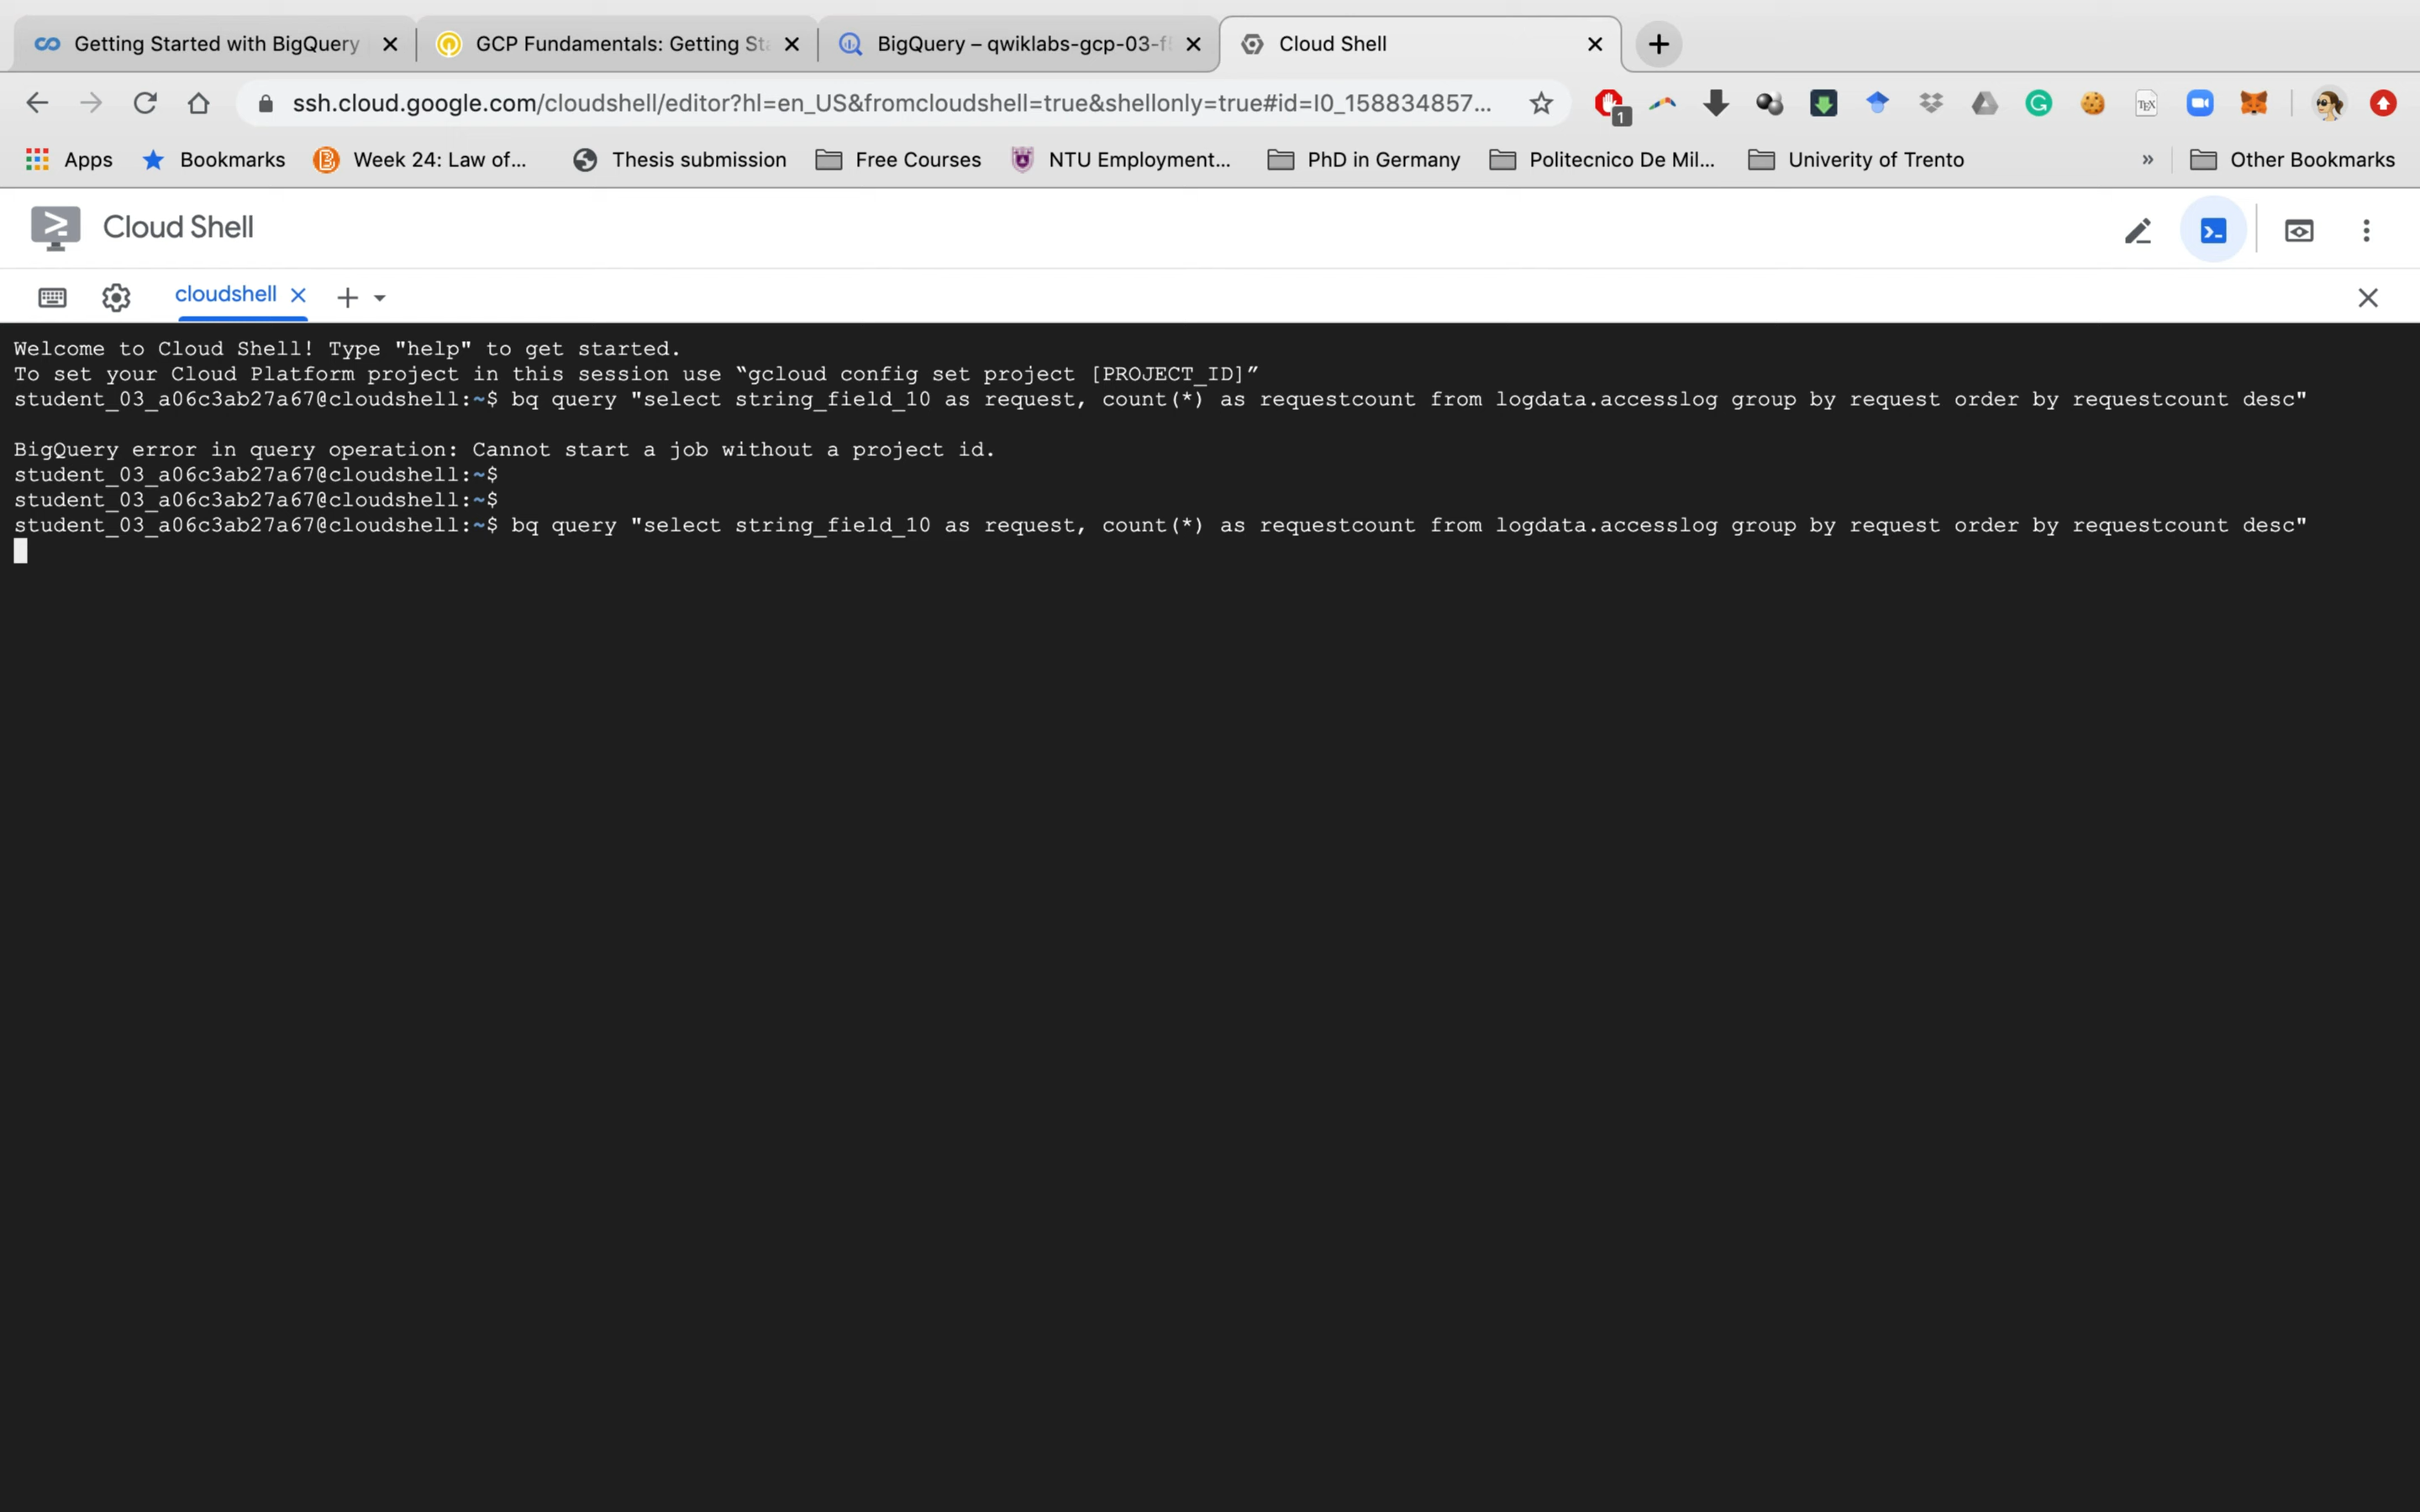 Getting Started with BigQuery
GCP Fundamentals: Getting St
BigQuery – qwiklabs-gcp-03-f
Cloud Shell
ssh.cloud.google.com/cloudshell/editor?hl=en_US&fromcloudshell=true&shellonly=true#id=I0_158834857...
1
Apps
Bookmarks
Week 24: Law of...
Thesis submission
Free Courses
NTU Employment...
PhD in Germany
Politecnico De Mil...
Univerity of Trento
»
Other Bookmarks
Cloud Shell
cloudshell
Welcome to Cloud Shell! Type "help" to get started.
To set your Cloud Platform project in this session use “gcloud config set project [PROJECT_ID]”
student_03_a06c3ab27a67@cloudshell:~$ bq query "select string_field_10 as request, count(*) as requestcount from logdata.accesslog group by request order by requestcount desc"
BigQuery error in query operation: Cannot start a job without a project id.
student_03_a06c3ab27a67@cloudshell:~$
student_03_a06c3ab27a67@cloudshell:~$
student_03_a06c3ab27a67@cloudshell:~$ bq query "select string_field_10 as request, count(*) as requestcount from logdata.accesslog group by request order by requestcount desc"